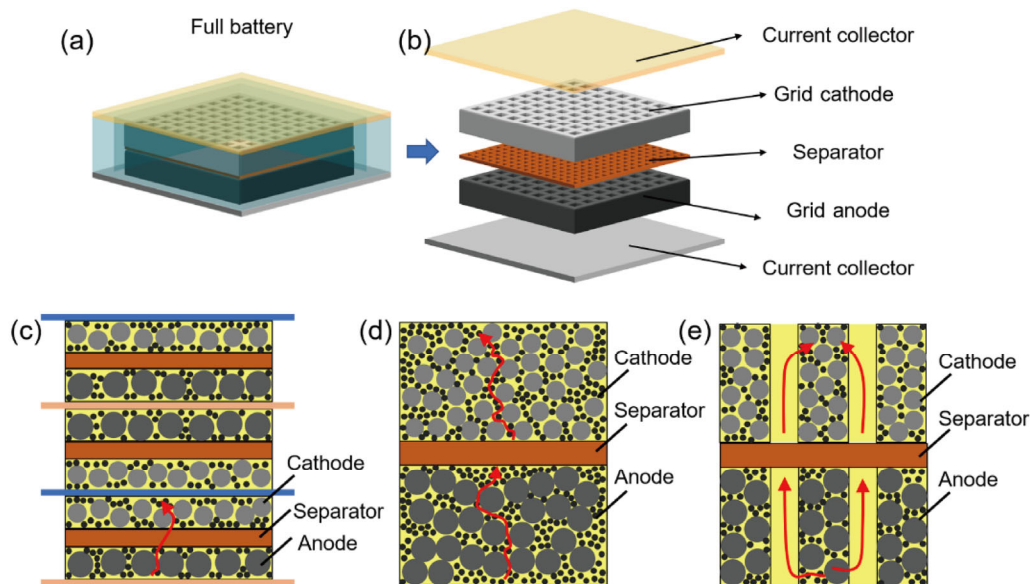 Full battery
(a)
(b)
Current collector
Grid cathode
Separator
Grid anode
Current collector
(c)
Cathode
Separator
Anode
(d)
Cathode
Separator
Anode
(e)
Cathode
Separator
Anode